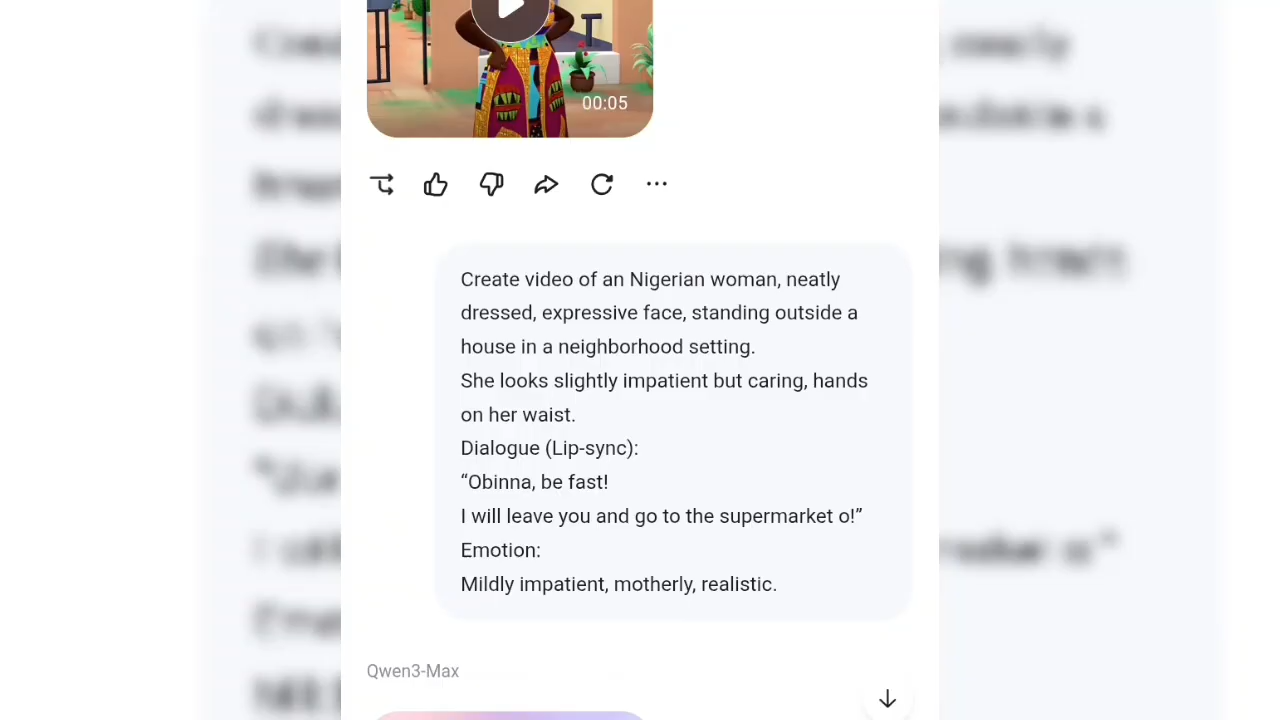 00:05
Create video of an Nigerian woman, neatly
dressed, expressive face, standing outside a
house in a neighborhood setting.
She looks slightly impatient but caring, hands
on her waist.
Dialogue (Lip-sync):
“Obinna, be fast!
I will leave you and go to the supermarket o!”
Emotion:
Mildly impatient, motherly, realistic.
Qwen3-Max